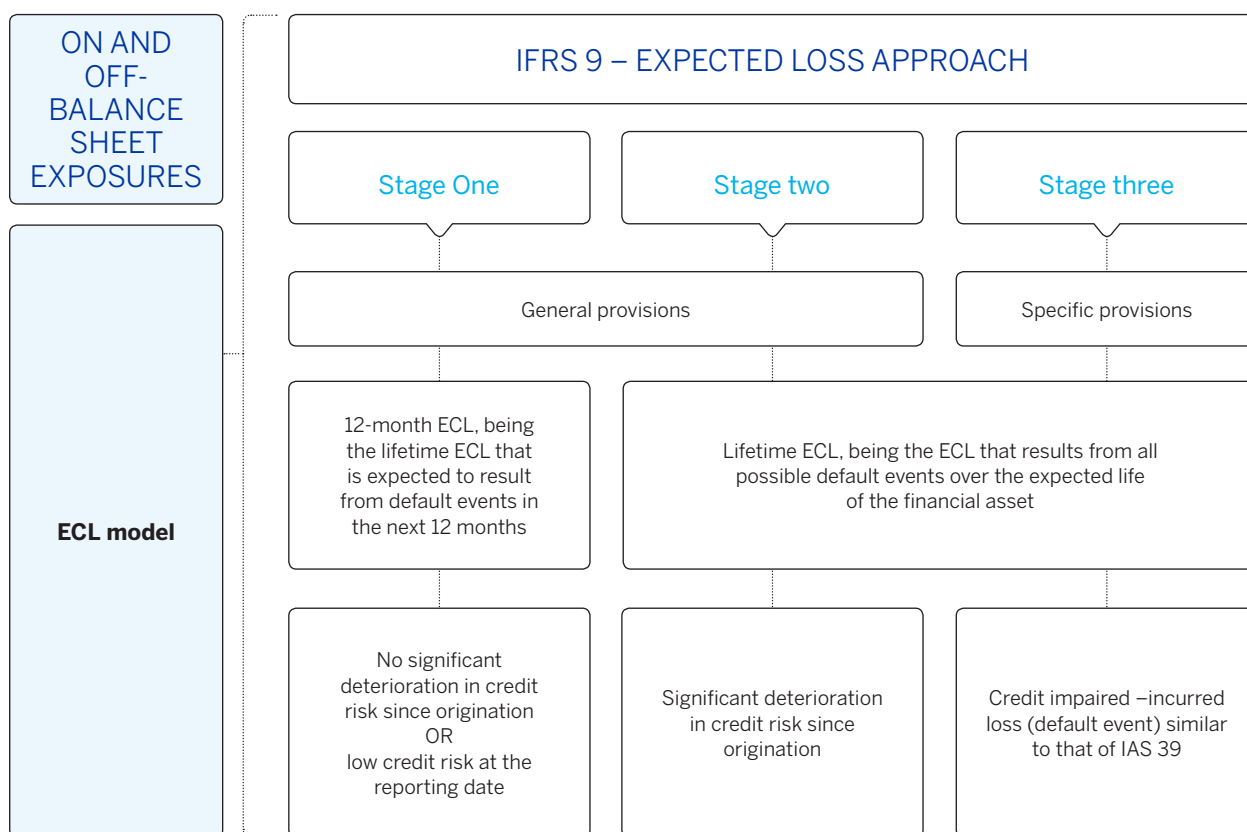 ON AND
OFF-
BALANCE
SHEET
EXPOSURES
IFRS 9 – EXPECTED LOSS APPROACH
Stage One
Stage two
Stage three
General provisions
Specific provisions
ECL model
12-month ECL, being
the lifetime ECL that
is expected to result
from default events in
the next 12 months
Lifetime ECL, being the ECL that results from all
possible default events over the expected life
of the financial asset
No significant
deterioration in credit
risk since origination
OR
low credit risk at the
reporting date
Significant deterioration
in credit risk since
origination
Credit impaired –incurred
loss (default event) similar
to that of IAS 39